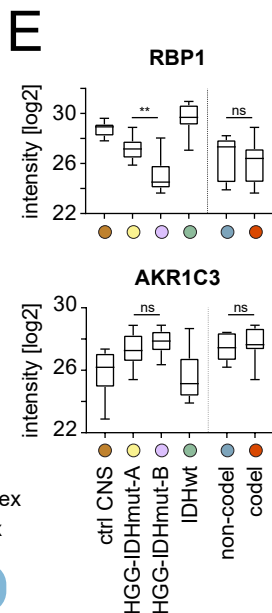 E
RBP1
intensity [log2]
30
26
22
**
ns
AKR1C3
intensity [log2]
30
26
22
ns
ns
ctrl CNS
HGG-IDHmut-A
HGG-IDHmut-B
IDHwt
non-codel
codel
ex